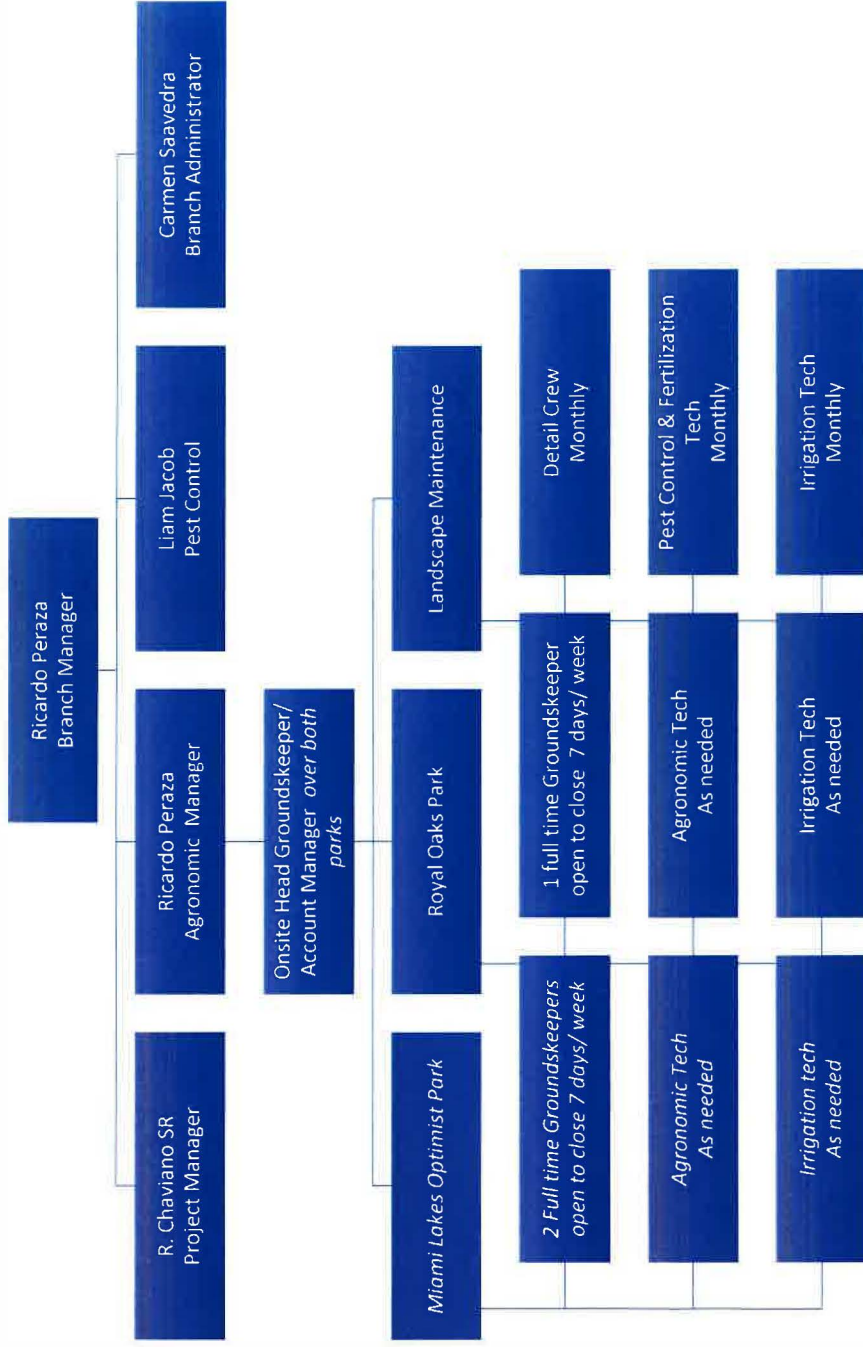 Ricardo Peraza
Branch Manager
R. Chaviano SR
Project Manager
Ricardo Peraza
Agronomic Manager
Liam Jacob
Pest Control
Carmen Saavedra
Branch Administrator
Onsite Head Groundskeeper/
Account Manager over both
parks
Miami Lakes Optimist Park
Royal Oaks Park
Landscape Maintenance
2 Full time Groundskeepers
open to close 7 days/ week
1 full time Groundskeeper
open to close 7 days/ week
Detail Crew
Monthly
Agronomic Tech
As needed
Agronomic Tech
As needed
Pest Control & Fertilization
Tech
Monthly
Irrigation tech
As needed
Irrigation Tech
As needed
Irrigation Tech
Monthly